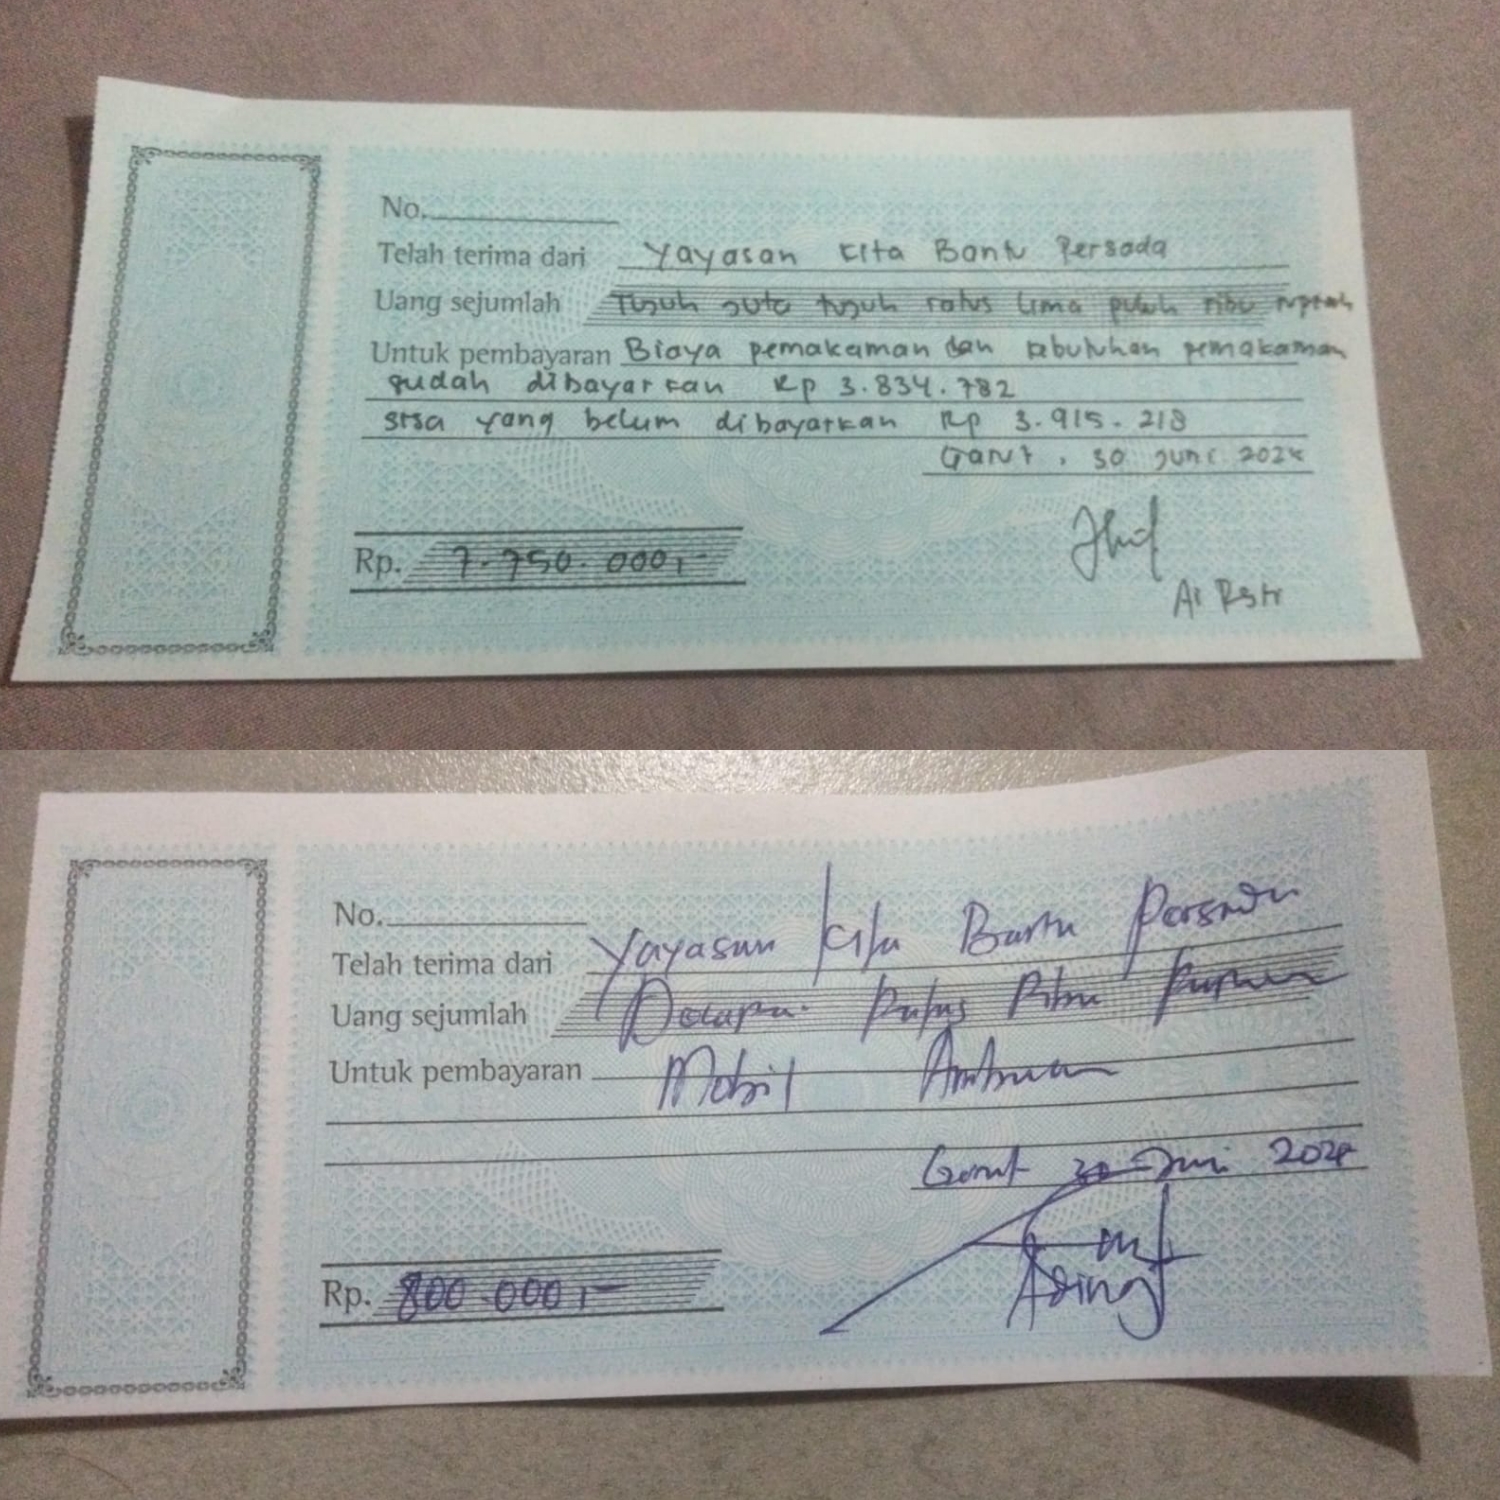 No.
Telah terima dari Yayasan Kita Bantu Persada
Uang sejumlah Tujuh juta tujuh ratus lima puluh ribu rupiah
Untuk pembayaran Biaya pemakaman dan kebutuhan pemakaman
sudah dibayarkan Rp 3.834.782
sisa yang belum dibayarkan Rp 3.915.218
Garut, 30 Juni 2024
Rp. 7.750.000,-
Ai
No.
Telah terima dari Yayasan Kita Bantu Persada
Uang sejumlah Delapan Ratus Ribu Rupiah
Untuk pembayaran Mobil
Garut 30 Juni 2024
Rp. 800.000,-